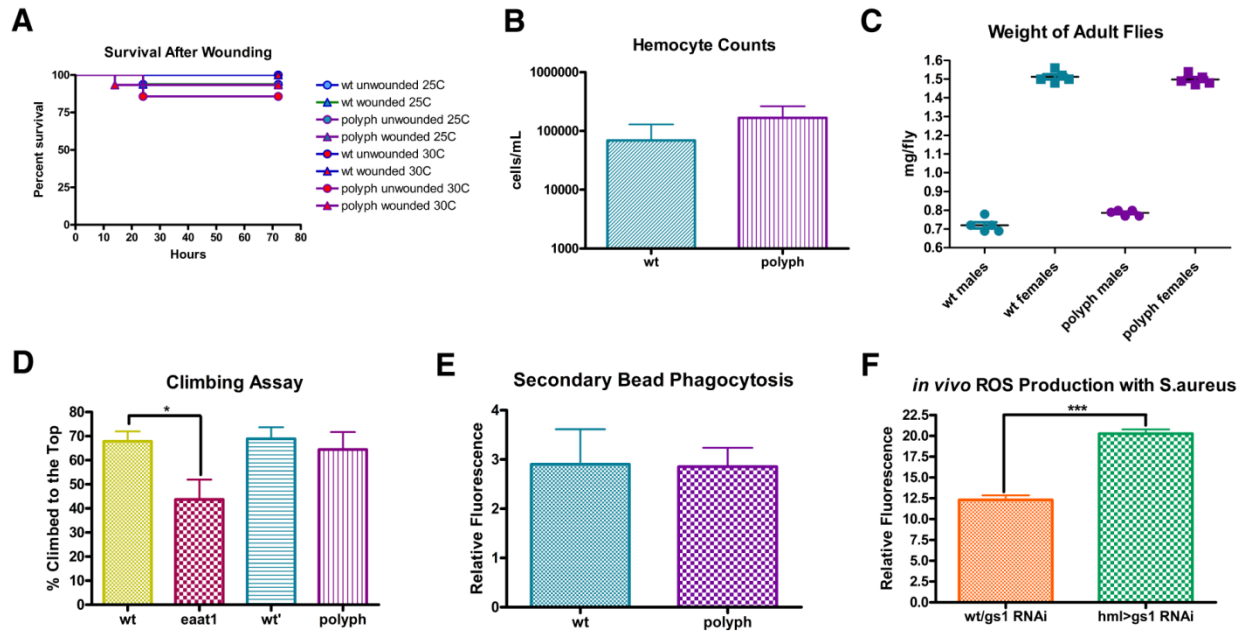 A
Survival After Wounding
Percent survival
100
75
50
25
0
0 10 20 30 40 50 60 70 80
Hours
wt unwounded 25C
wt wounded 25C
polyph unwounded 25C
polyph wounded 25C
wt unwounded 30C
wt wounded 30C
polyph unwounded 30C
polyph wounded 30C
B
Hemocyte Counts
cells/mL
1000000
100000
10000
1000
wt polyph
C
Weight of Adult Flies
mg/fly
1.6
1.5
1.4
1.3
1.2
1.1
1.0
0.9
0.8
0.7
0.6
wt males
wt females
polyph males
polyph females
D
Climbing Assay
% Climbed to the Top
80
70
60
50
40
30
20
10
0
*
wt eaat1 wt' polyph
E
Secondary Bead Phagocytosis
Relative Fluorescence
4
3
2
1
0
wt polyph
F
in vivo ROS Production with S.aureus
Relative Fluorescence
22.5
20.0
17.5
15.0
12.5
10.0
7.5
5.0
2.5
0.0
***
wt/gs1 RNAi hml>gs1 RNAi